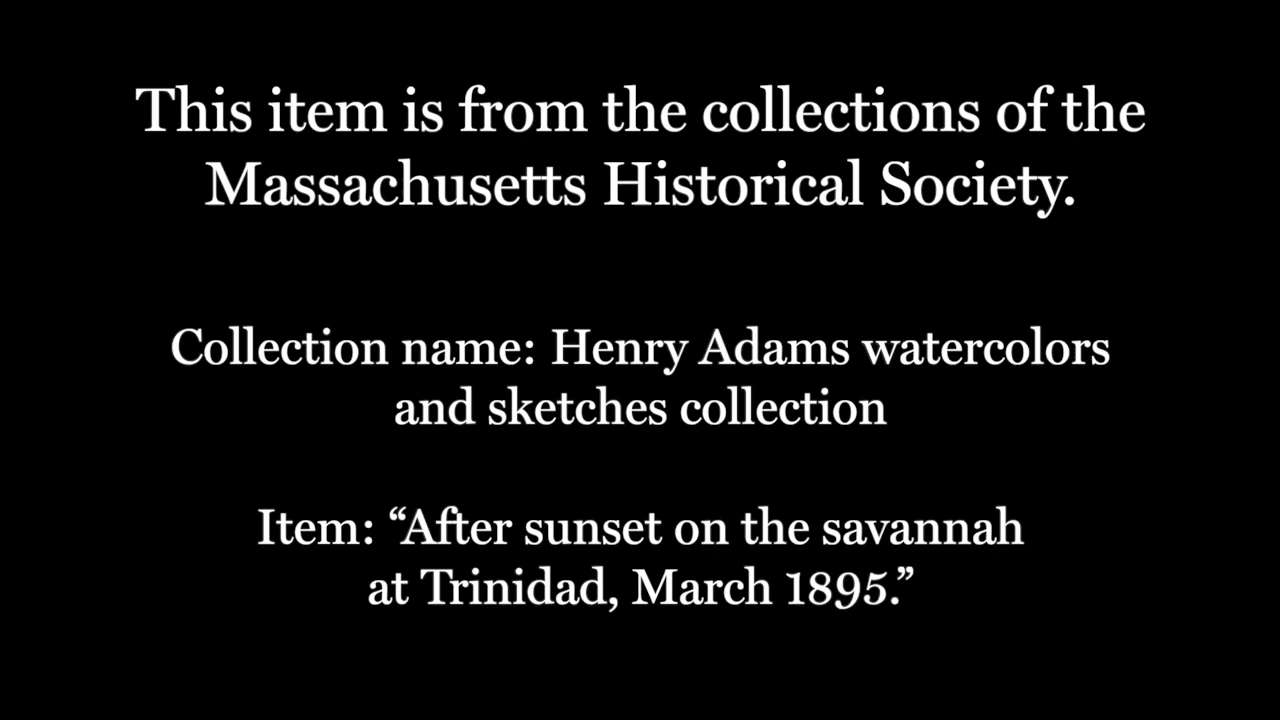 This item is from the collections of the
Massachusetts Historical Society.
Collection name: Henry Adams watercolors
and sketches collection
Item: “After sunset on the savannah
at Trinidad, March 1895.”